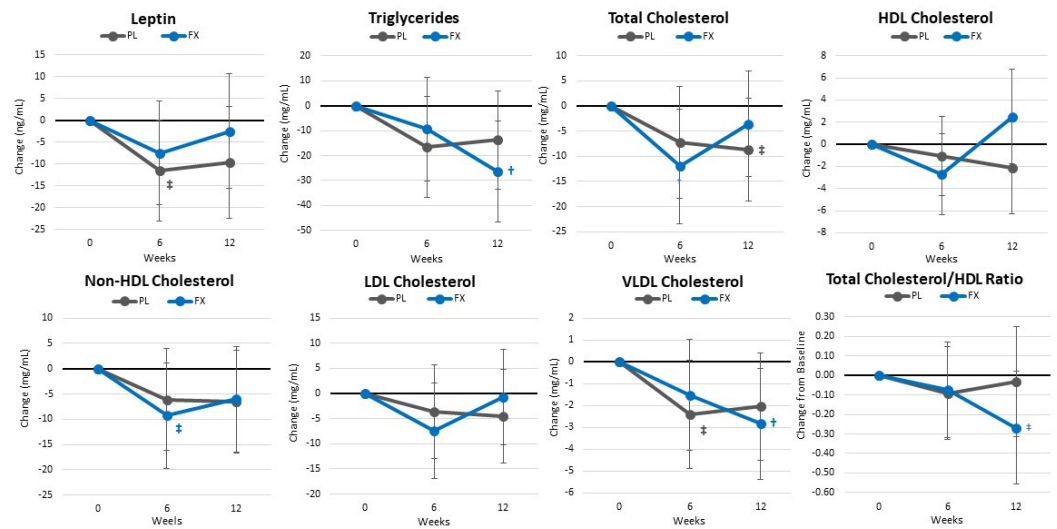 Leptin
PL FX
Change (ng/mL)
15
10
5
0
-5
-10
-15
-20
-25
‡
0 6 12
Weeks
Triglycerides
PL FX
Change (mg/mL)
20
10
0
-10
-20
-30
-40
-50
†
0 6 12
Weeks
Total Cholesterol
PL FX
Change (mg/mL)
10
5
0
-5
-10
-15
-20
-25
‡
0 6 12
Weeks
HDL Cholesterol
PL FX
Change (mg/mL)
8
6
4
2
0
-2
-4
-6
-8
0 6 12
Weeks
Non-HDL Cholesterol
PL FX
Change (mg/mL)
10
5
0
-5
-10
-15
-20
-25
‡
0 6 12
Weels
LDL Cholesterol
PL FX
Change (mg/mL)
15
10
5
0
-5
-10
-15
-20
0 6 12
Weeks
VLDL Cholesterol
PL FX
Change (mg/mL)
2
1
0
-1
-2
-3
-4
-5
-6
‡
†
0 6 12
Weeks
Total Cholesterol/HDL Ratio
PL FX
Change from Baseline
0.30
0.20
0.10
0.00
-0.10
-0.20
-0.30
-0.40
-0.50
-0.60
‡
0 6 12
Weeks